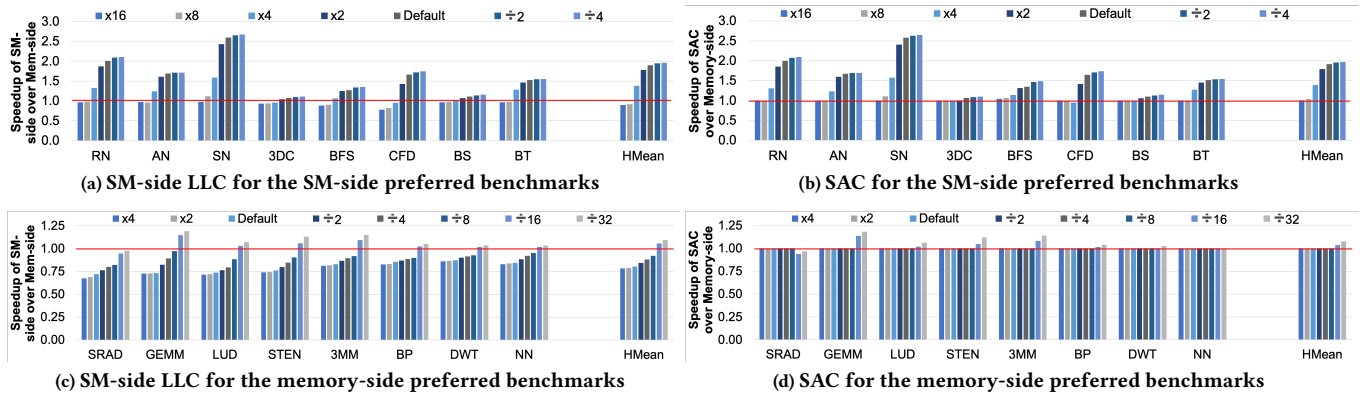 x16 x8 x4 x2 Default ÷2 ÷4
Speedup of SM-
side over Mem-side
3.0
2.5
2.0
1.5
1.0
0.5
0.0
RN AN SN 3DC BFS CFD BS BT HMean
(a) SM-side LLC for the SM-side preferred benchmarks
x16 x8 x4 x2 Default ÷2 ÷4
Speedup of SAC
over Memory-side
3.0
2.5
2.0
1.5
1.0
0.5
0.0
RN AN SN 3DC BFS CFD BS BT HMean
(b) SAC for the SM-side preferred benchmarks
x4 x2 Default ÷2 ÷4 ÷8 ÷16 ÷32
Speedup of SM-
side over Mem-side
1.25
1.00
0.75
0.50
0.25
0.00
SRAD GEMM LUD STEN 3MM BP DWT NN HMean
(c) SM-side LLC for the memory-side preferred benchmarks
x4 x2 Default ÷2 ÷4 ÷8 ÷16 ÷32
Speedup of SAC
over Memory-side
1.25
1.00
0.75
0.50
0.25
0.00
SRAD GEMM LUD STEN 3MM BP DWT NN HMean
(d) SAC for the memory-side preferred benchmarks